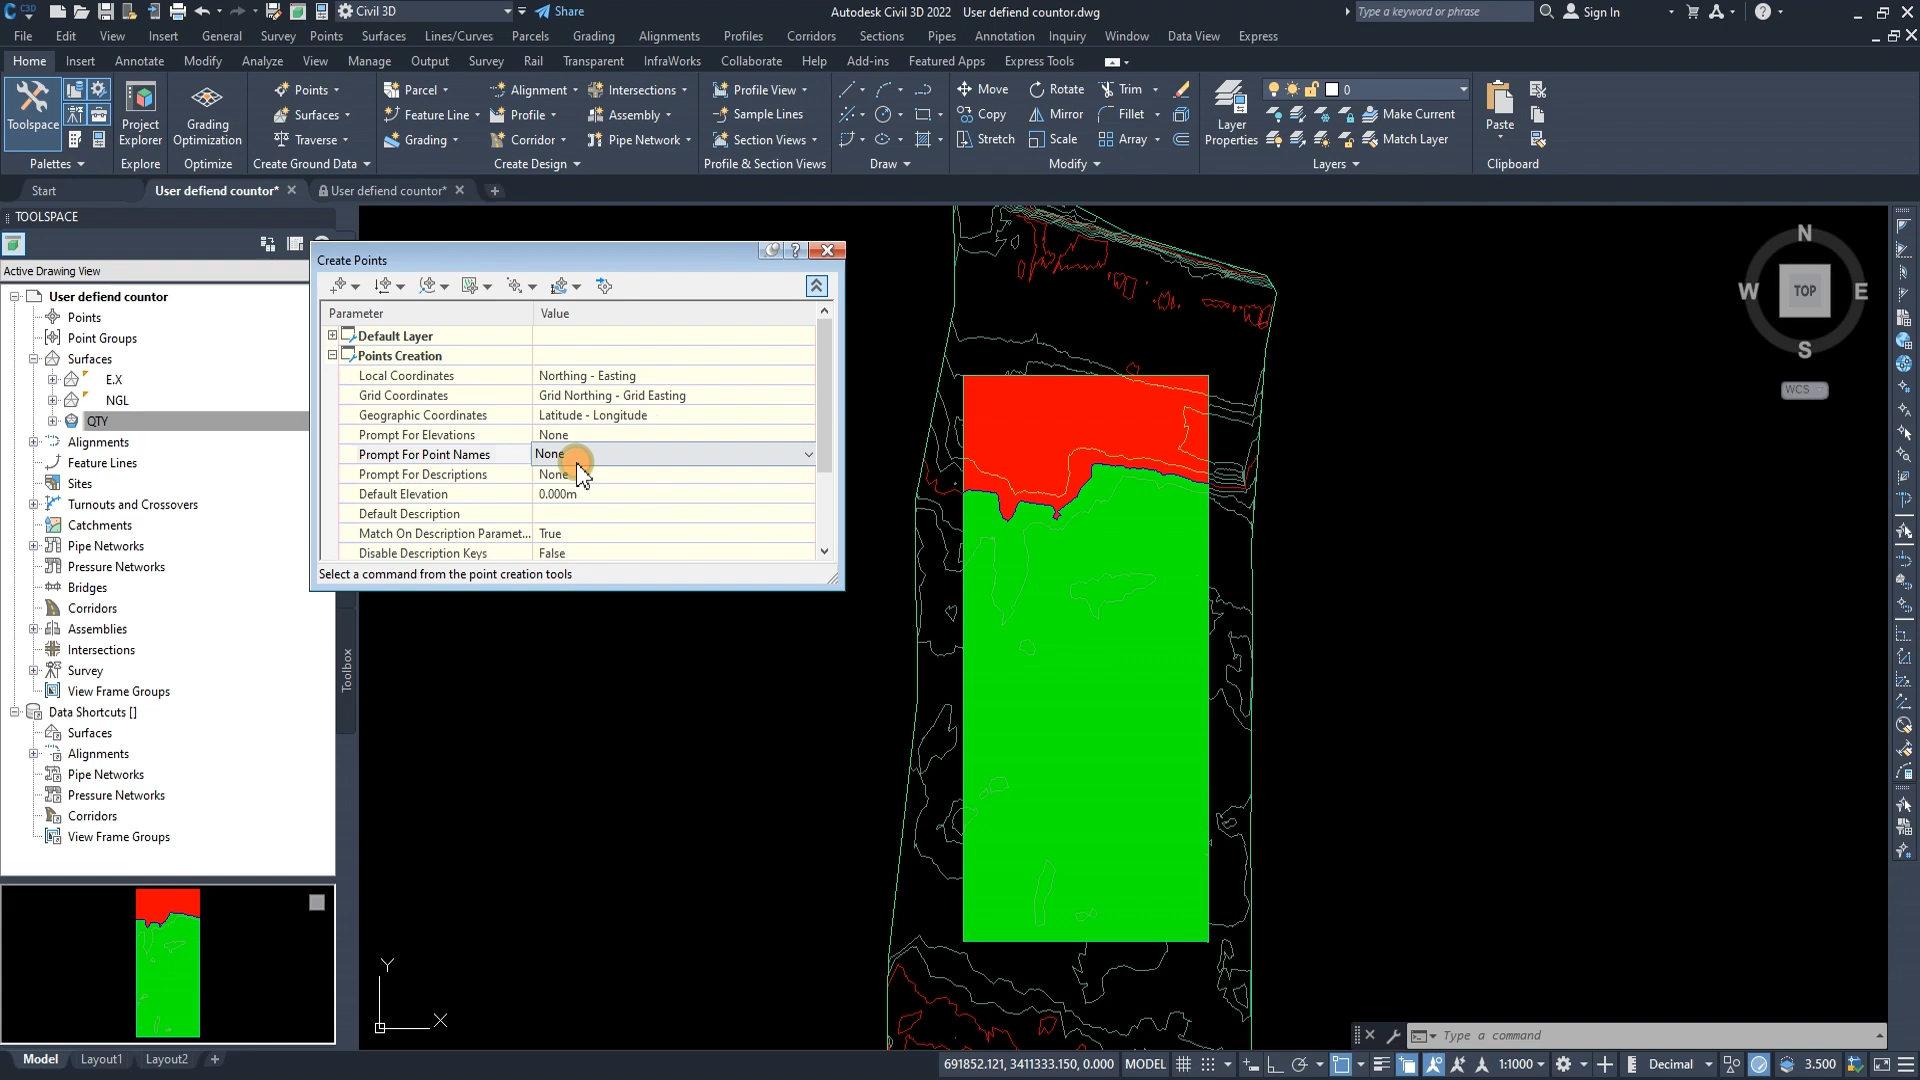 Civil 3D
Share
Autodesk Civil 3D 2022 User defiend countor.dwg
Type a keyword or phrase
Sign In
File Edit View Insert General Survey Points Surfaces Lines/Curves Parcels Grading Alignments Profiles Corridors Sections Pipes Annotation Inquiry Window Data View Express
Home Insert Annotate Modify Analyze View Manage Output Survey Rail Transparent InfraWorks Collaborate Help Add-ins Featured Apps Express Tools
Toolspace
Project Explorer
Grading Optimization
Points
Surfaces
Traverse
Parcel
Feature Line
Grading
Alignment
Profile
Corridor
Intersections
Assembly
Pipe Network
Profile View
Sample Lines
Section Views
Move
Copy
Stretch
Rotate
Mirror
Scale
Trim
Fillet
Array
Layer Properties
0
Make Current
Match Layer
Paste
Palettes Explore Optimize Create Ground Data Create Design Profile & Section Views Draw Modify Layers Clipboard
Start User defiend countor* User defiend countor*
TOOLSPACE
Active Drawing View
User defiend countor
Points
Point Groups
Surfaces
E.X
NGL
QTY
Alignments
Feature Lines
Sites
Turnouts and Crossovers
Catchments
Pipe Networks
Pressure Networks
Bridges
Corridors
Assemblies
Intersections
Survey
View Frame Groups
Data Shortcuts []
Surfaces
Alignments
Pipe Networks
Pressure Networks
Corridors
View Frame Groups
Toolbox
Create Points
Parameter Value
Default Layer
Points Creation
Local Coordinates Northing - Easting
Grid Coordinates Grid Northing - Grid Easting
Geographic Coordinates Latitude - Longitude
Prompt For Elevations None
Prompt For Point Names None
Prompt For Descriptions None
Default Elevation 0.000m
Default Description
Match On Description Paramet... True
Disable Description Keys False
Select a command from the point creation tools
N
W TOP E
S
WCS
Y
X
Type a command
Model Layout1 Layout2
691852.121, 3411333.150, 0.000 MODEL 1:1000 Decimal 3.500